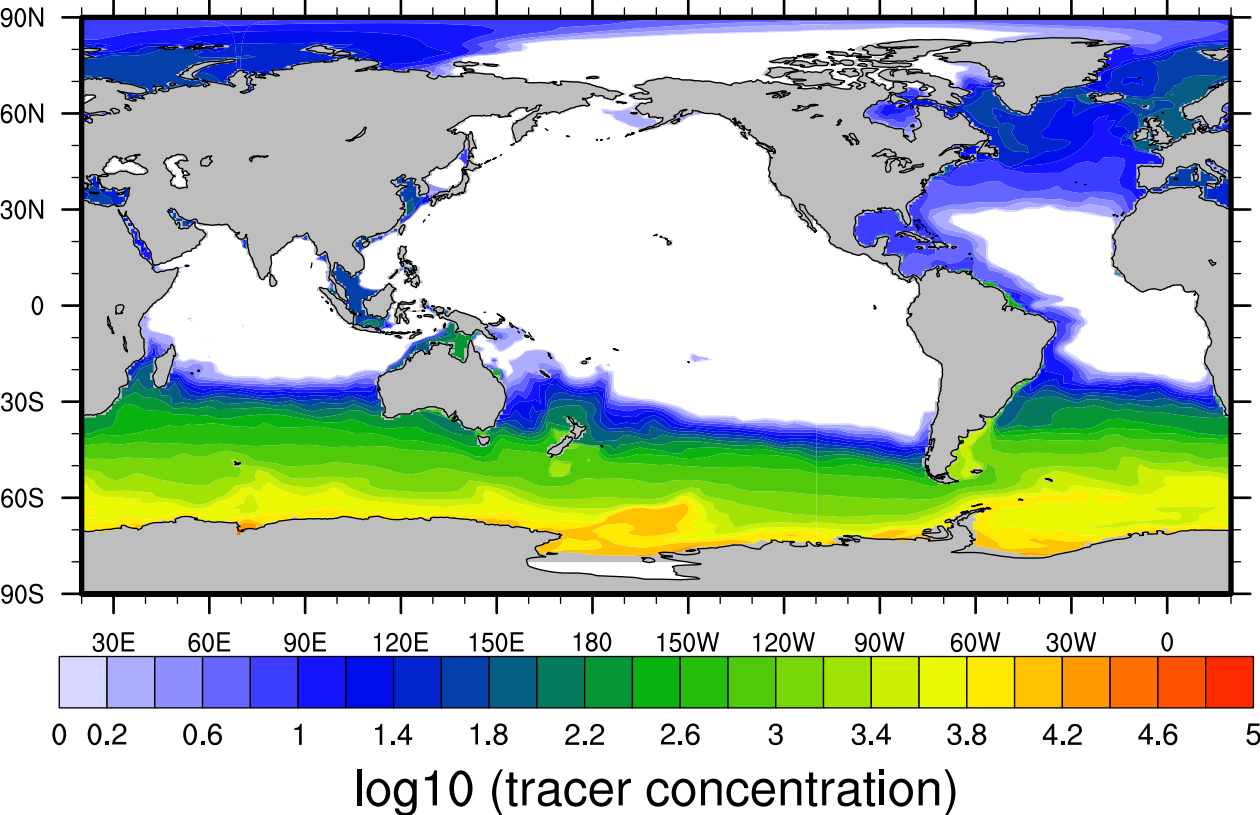 90N
60N
30N
0
30S
60S
90S
30E 60E 90E 120E 150E 180 150W 120W 90W 60W 30W 0
0 0.2 0.6 1 1.4 1.8 2.2 2.6 3 3.4 3.8 4.2 4.6 5
log10 (tracer concentration)